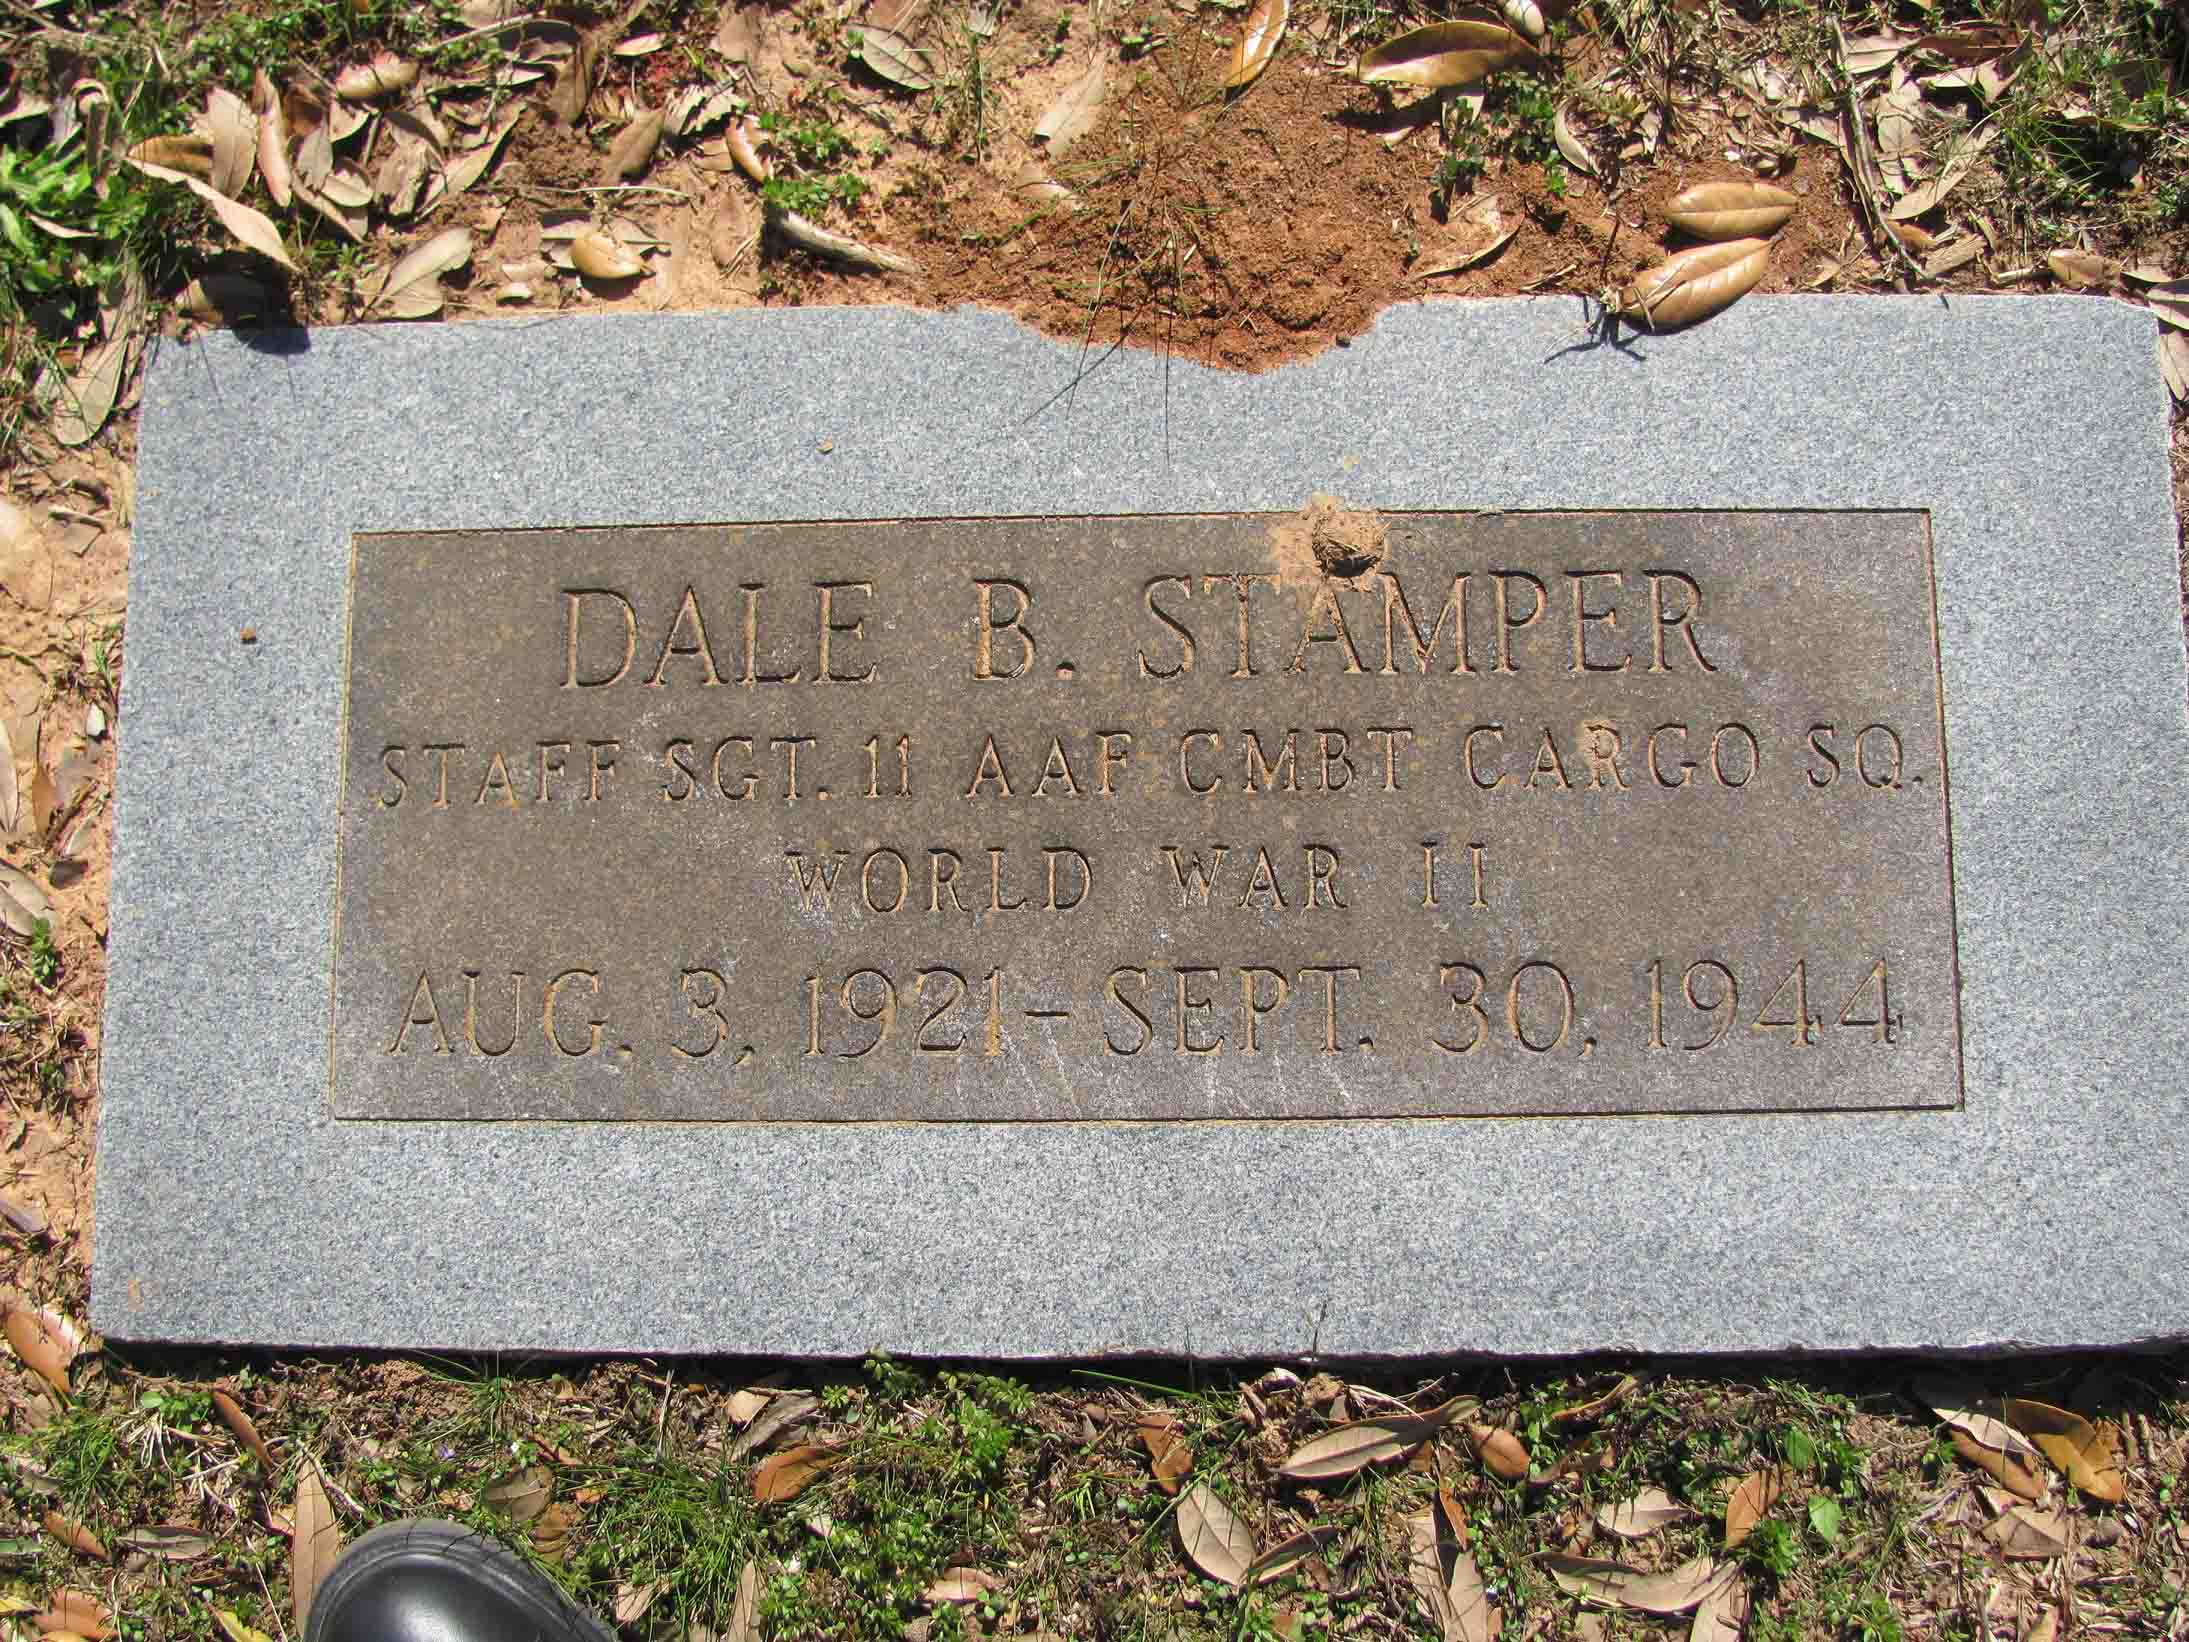 DALE B. STAMPER
STAFF SGT. 11 AAF CMBT CARGO SQ.
WORLD WAR II
AUG. 3, 1921 - SEPT. 30, 1944